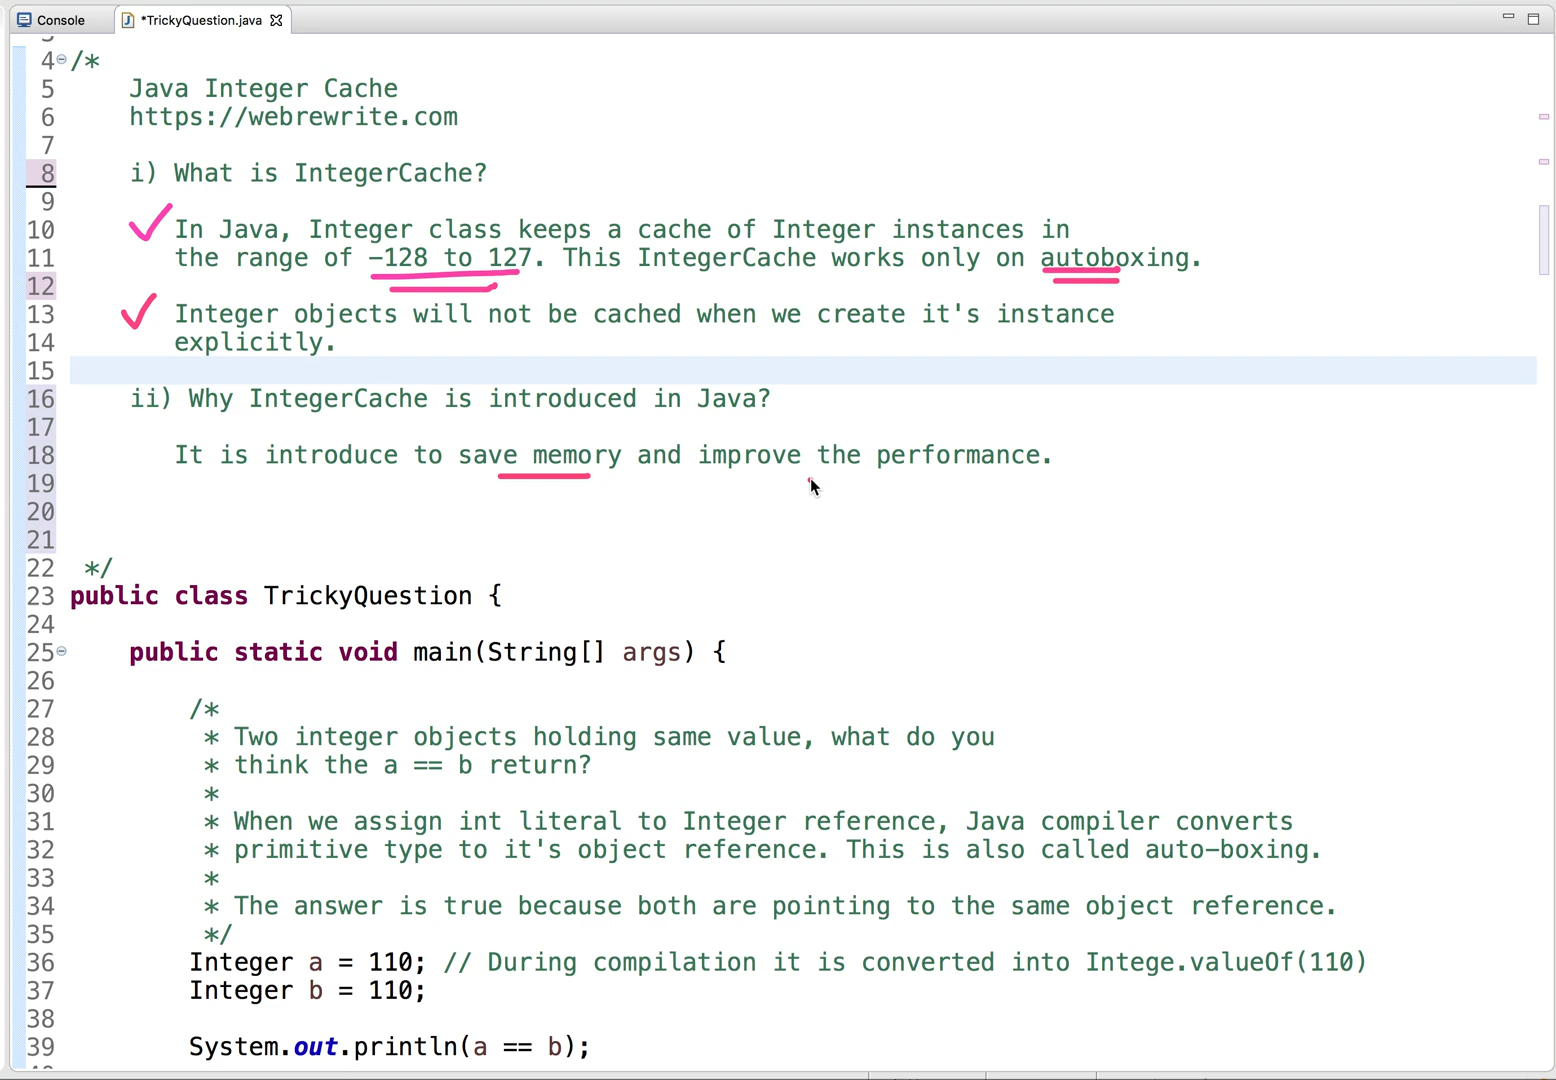 Console
*TrickyQuestion.java
4 /*
5 Java Integer Cache
6 https://webrewrite.com
7
8 i) What is IntegerCache?
9
10 In Java, Integer class keeps a cache of Integer instances in
11 the range of -128 to 127. This IntegerCache works only on autoboxing.
12
13 Integer objects will not be cached when we create it's instance
14 explicitly.
15
16 ii) Why IntegerCache is introduced in Java?
17
18 It is introduce to save memory and improve the performance.
19
20
21
22 */
23 public class TrickyQuestion {
24
25 public static void main(String[] args) {
26
27 /*
28 * Two integer objects holding same value, what do you
29 * think the a == b return?
30 *
31 * When we assign int literal to Integer reference, Java compiler converts
32 * primitive type to it's object reference. This is also called auto-boxing.
33 *
34 * The answer is true because both are pointing to the same object reference.
35 */
36 Integer a = 110; // During compilation it is converted into Intege.valueOf(110)
37 Integer b = 110;
38
39 System.out.println(a == b);